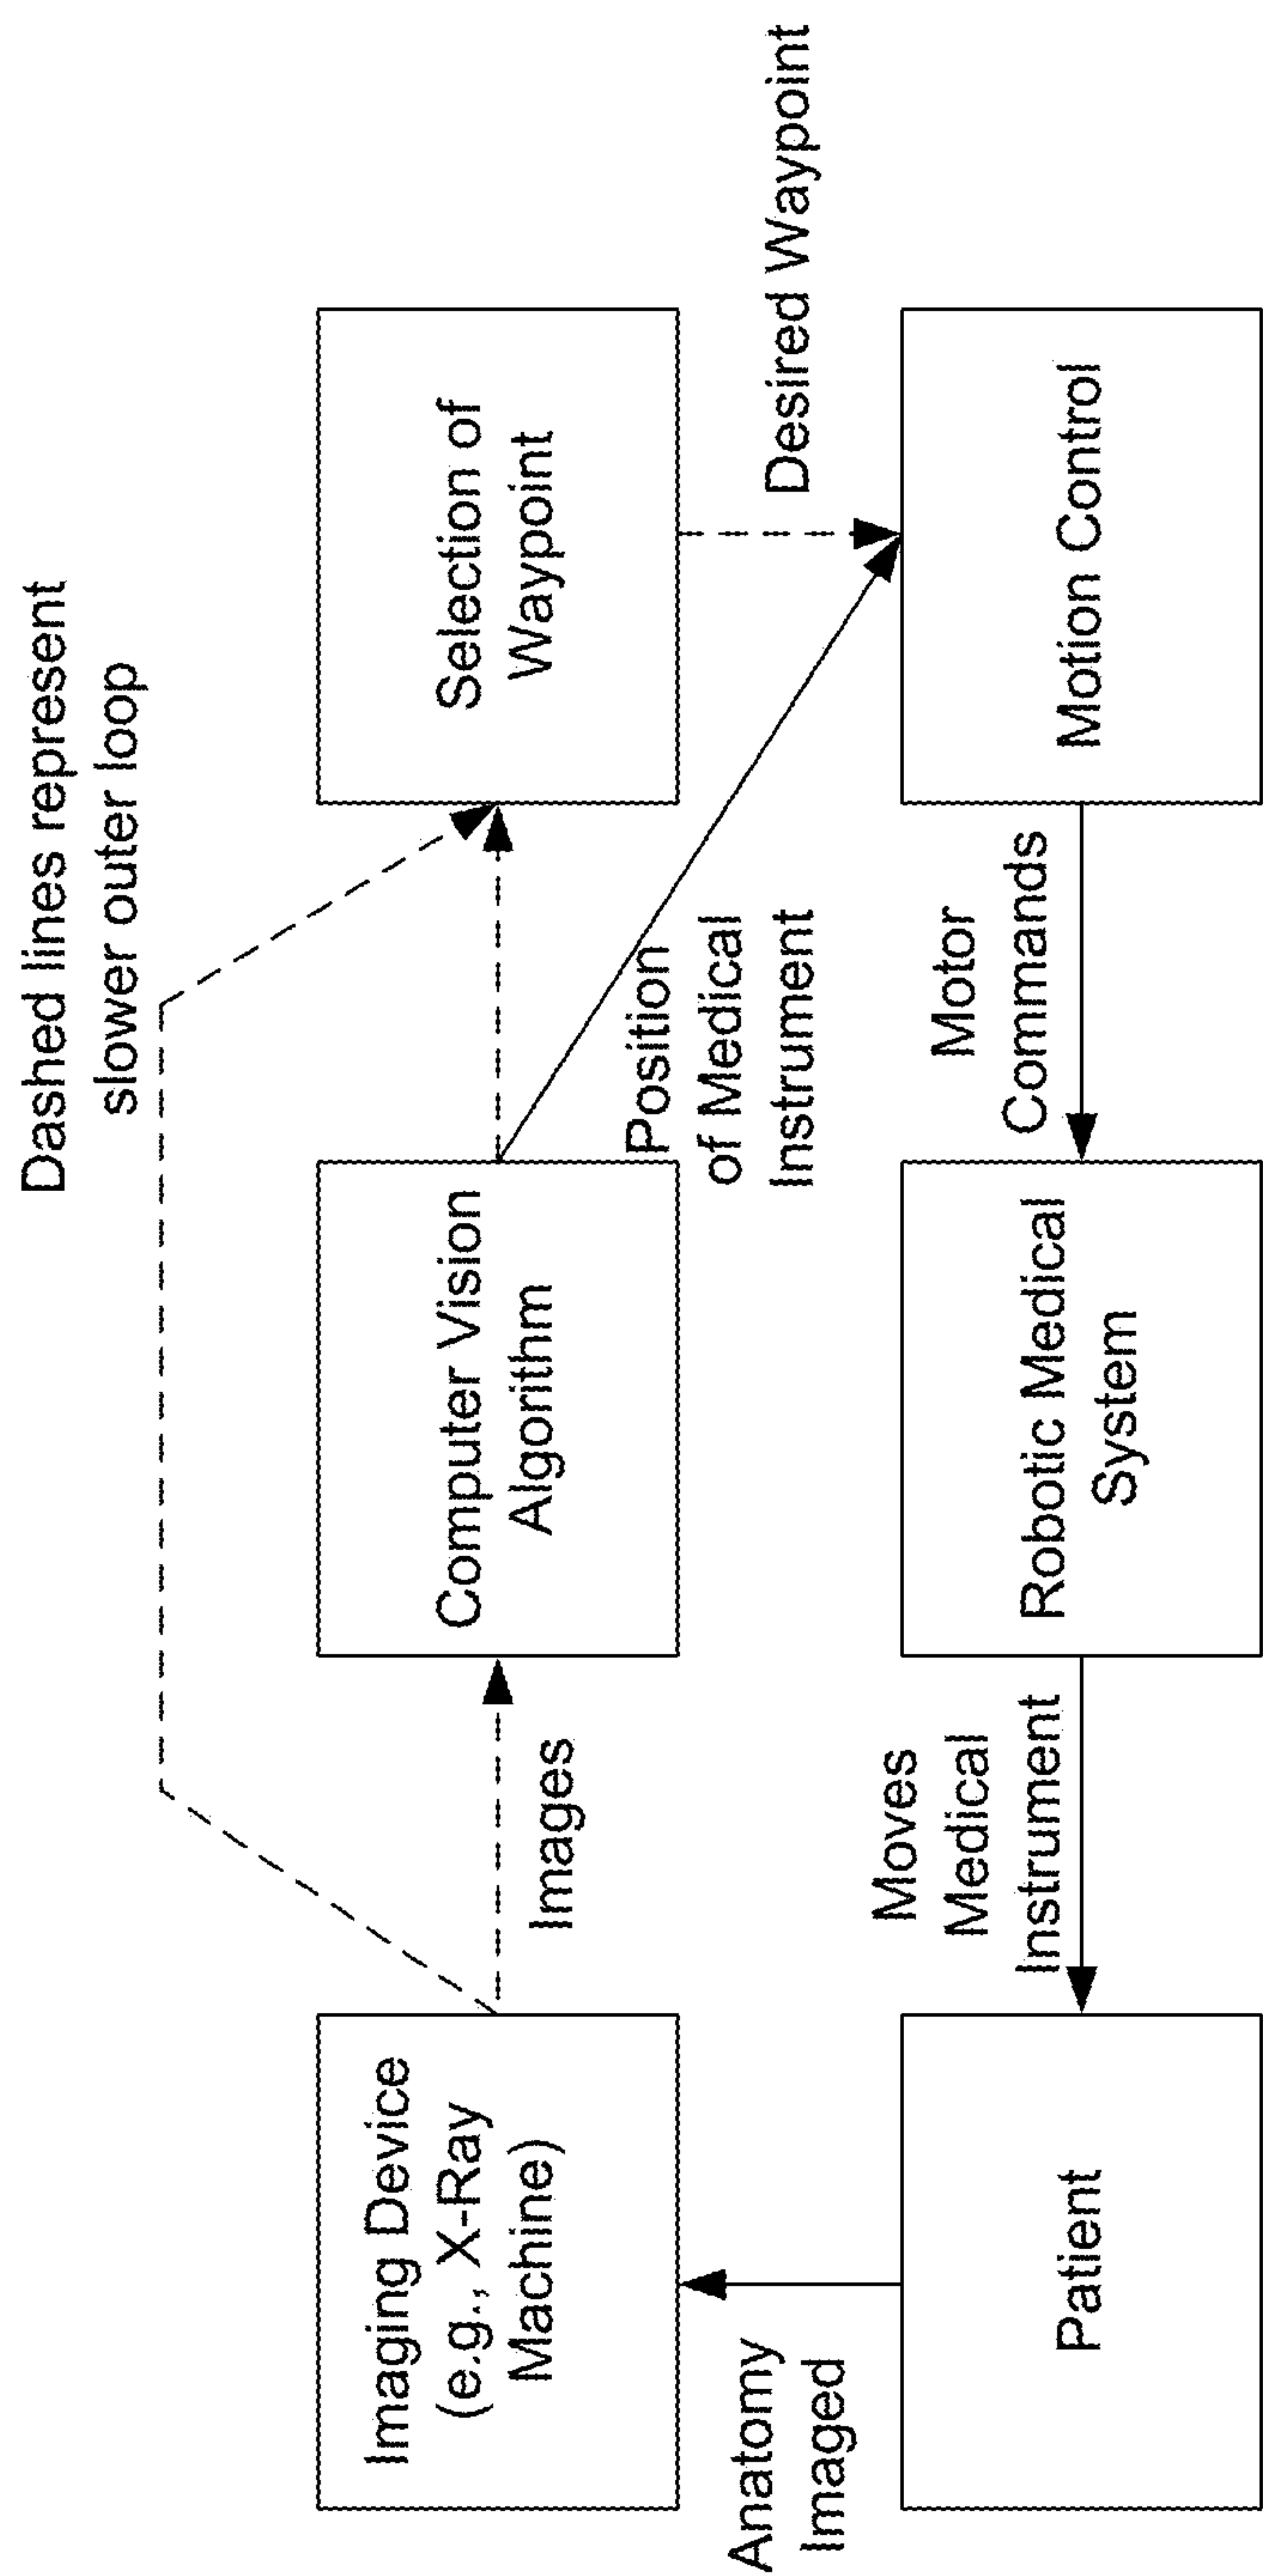 Dashed lines represent
slower outer loop
Imaging Device
(e.g., X-Ray
Machine)
Images
Computer Vision
Algorithm
Selection of
Waypoint
Anatomy
Imaged
Position
of Medical
Instrument
Desired Waypoint
Patient
Moves
Medical
Instrument
Robotic Medical
System
Motor
Commands
Motion Control